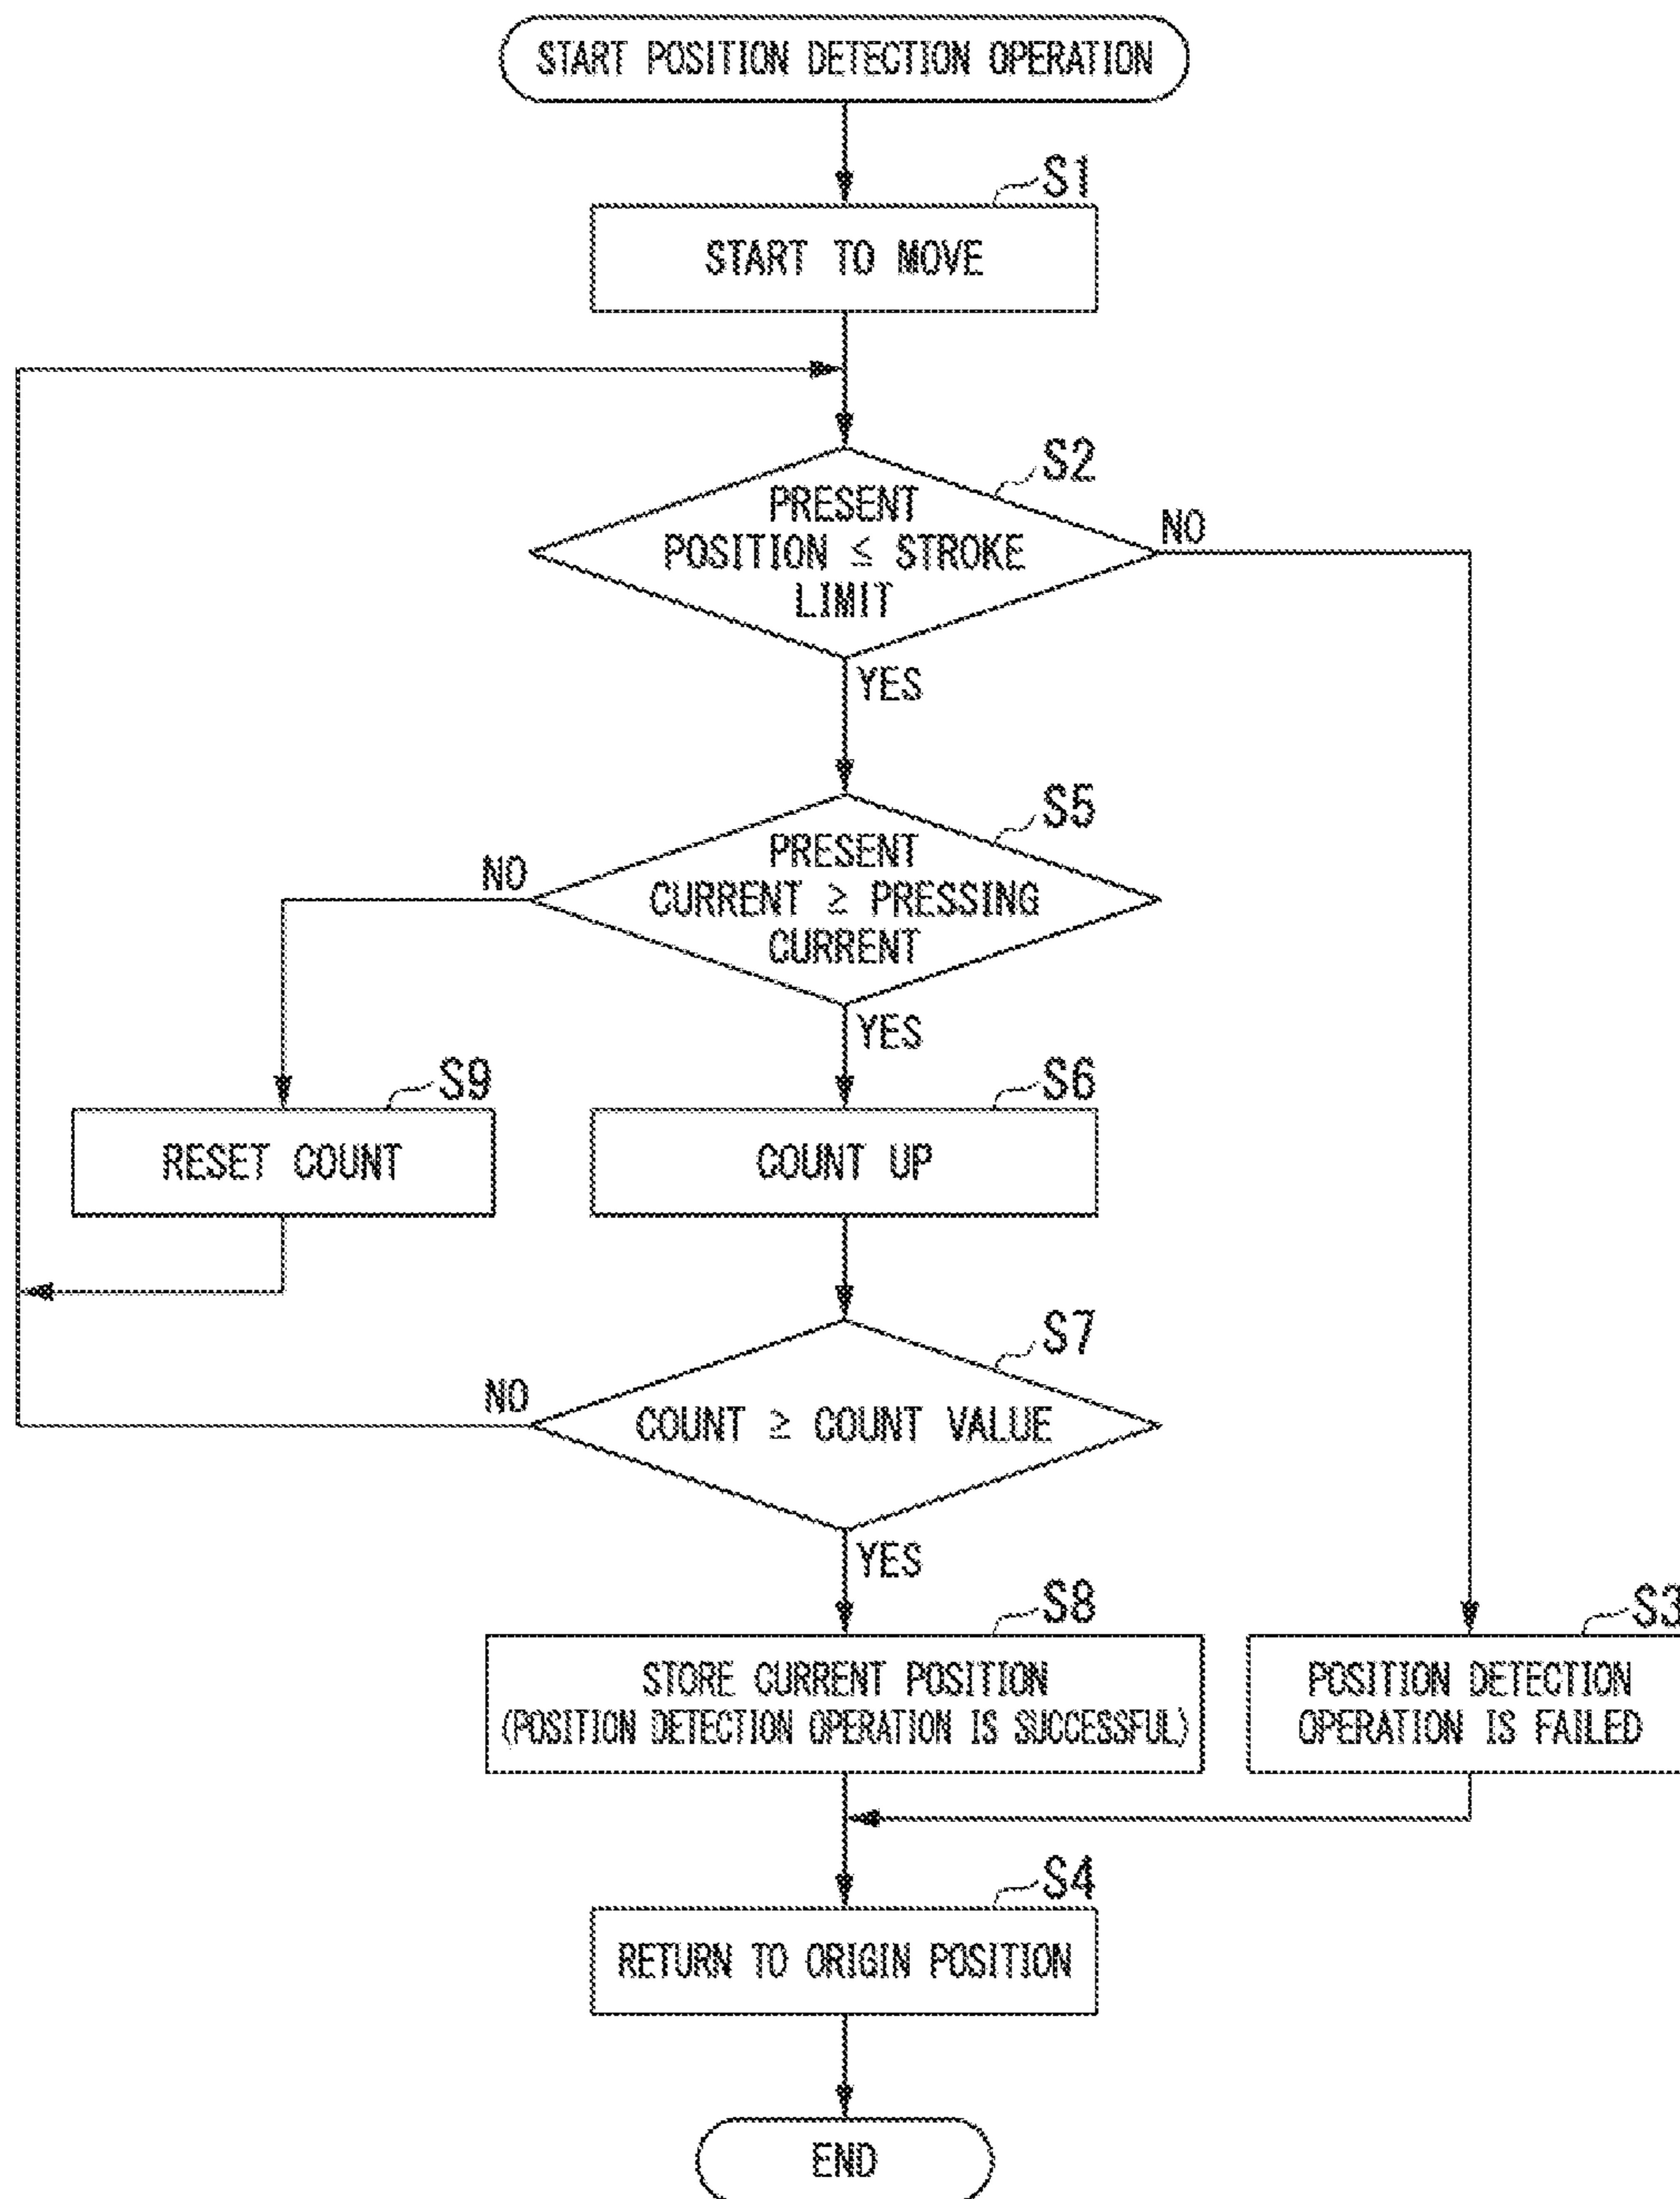 START POSITION DETECTION OPERATION
S1
START TO MOVE
S2
PRESENT
POSITION ≤ STROKE
LIMIT
NO
YES
S5
PRESENT
CURRENT ≥ PRESSING
CURRENT
NO
YES
S9
RESET COUNT
S6
COUNT UP
S7
COUNT ≥ COUNT VALUE
NO
YES
S8
STORE CURRENT POSITION
(POSITION DETECTION OPERATION IS SUCCESSFUL)
S3
POSITION DETECTION
OPERATION IS FAILED
S4
RETURN TO ORIGIN POSITION
END